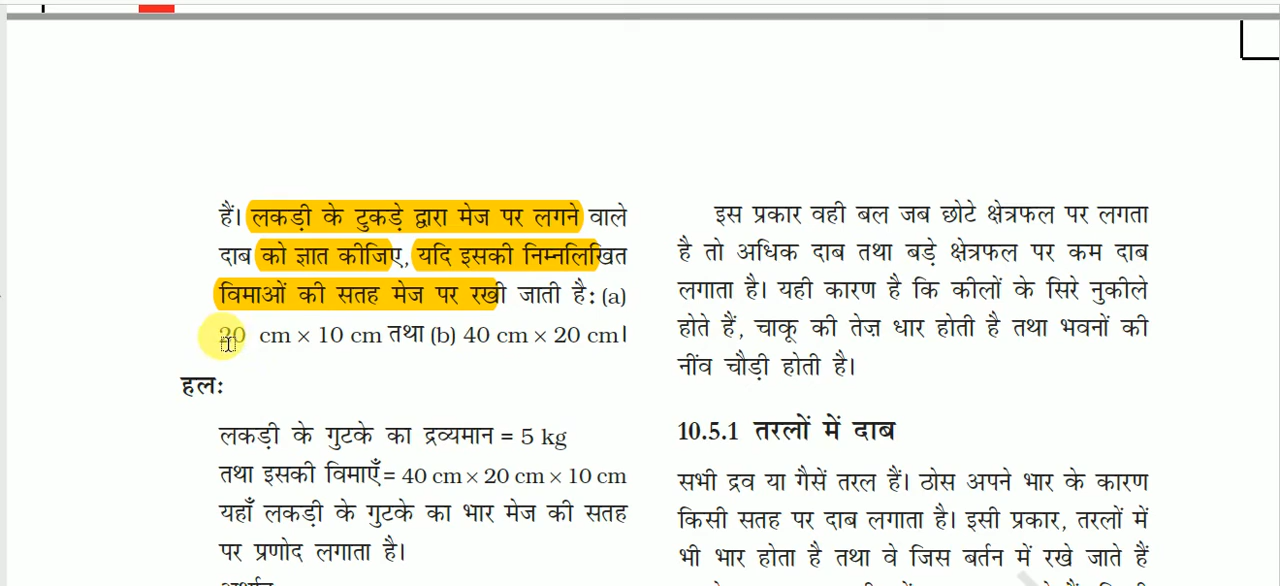 हैं। लकड़ी के टुकड़े द्वारा मेज पर लगने वाले
दाब को ज्ञात कीजिए, यदि इसकी निम्नलिखित
विमाओं की सतह मेज पर रखी जाती है: (a)
20 cm × 10 cm तथा (b) 40 cm × 20 cm।
हल:
लकड़ी के गुटके का द्रव्यमान = 5 kg
तथा इसकी विमाएँ = 40 cm × 20 cm × 10 cm
यहाँ लकड़ी के गुटके का भार मेज की सतह
पर प्रणोद लगाता है।
इस प्रकार वही बल जब छोटे क्षेत्रफल पर लगता
है तो अधिक दाब तथा बड़े क्षेत्रफल पर कम दाब
लगाता है। यही कारण है कि कीलों के सिरे नुकीले
होते हैं, चाकू की तेज़ धार होती है तथा भवनों की
नींव चौड़ी होती है।
10.5.1 तरलों में दाब
सभी द्रव या गैसें तरल हैं। ठोस अपने भार के कारण
किसी सतह पर दाब लगाता है। इसी प्रकार, तरलों में
भी भार होता है तथा वे जिस बर्तन में रखे जाते हैं